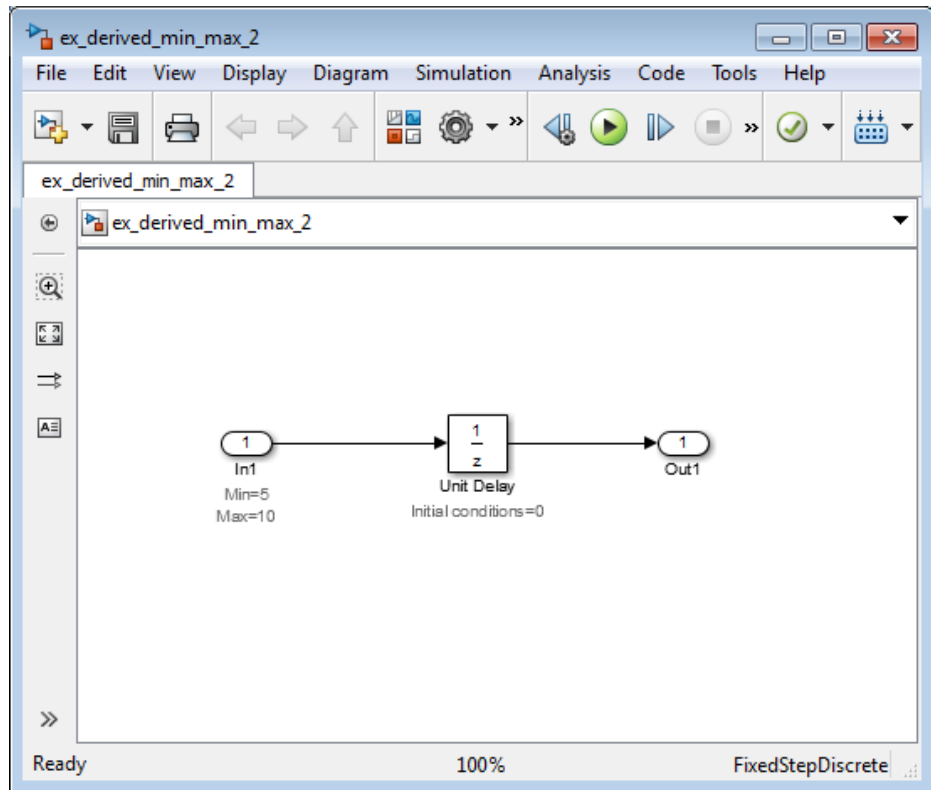 ex_derived_min_max_2
File Edit View Display Diagram Simulation Analysis Code Tools Help
ex_derived_min_max_2
ex_derived_min_max_2
1
In1
Min=5
Max=10
1
z
Unit Delay
Initial conditions=0
1
Out1
Ready 100% FixedStepDiscrete